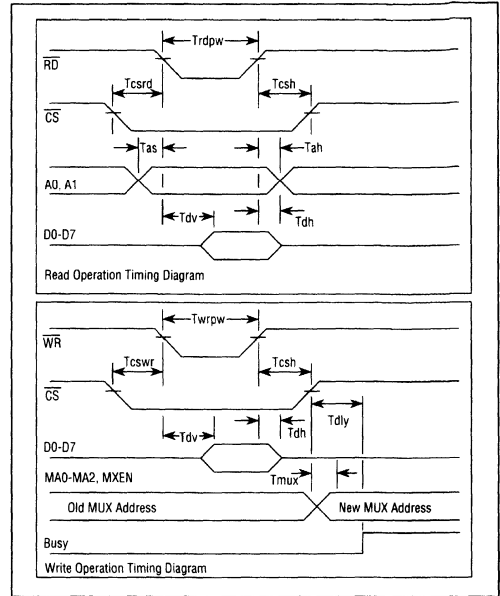 Trdpw
RD
Tcsrd
Tcsh
CS
Tas
Tah
A0, A1
Tdv
Tdh
D0-D7
Read Operation Timing Diagram
Twrpw
WR
Tcswr
Tcsh
CS
Tdv
Tdh
Tdly
D0-D7
Tmux
MA0-MA2, MXEN
Old MUX Address
New MUX Address
Busy
Write Operation Timing Diagram